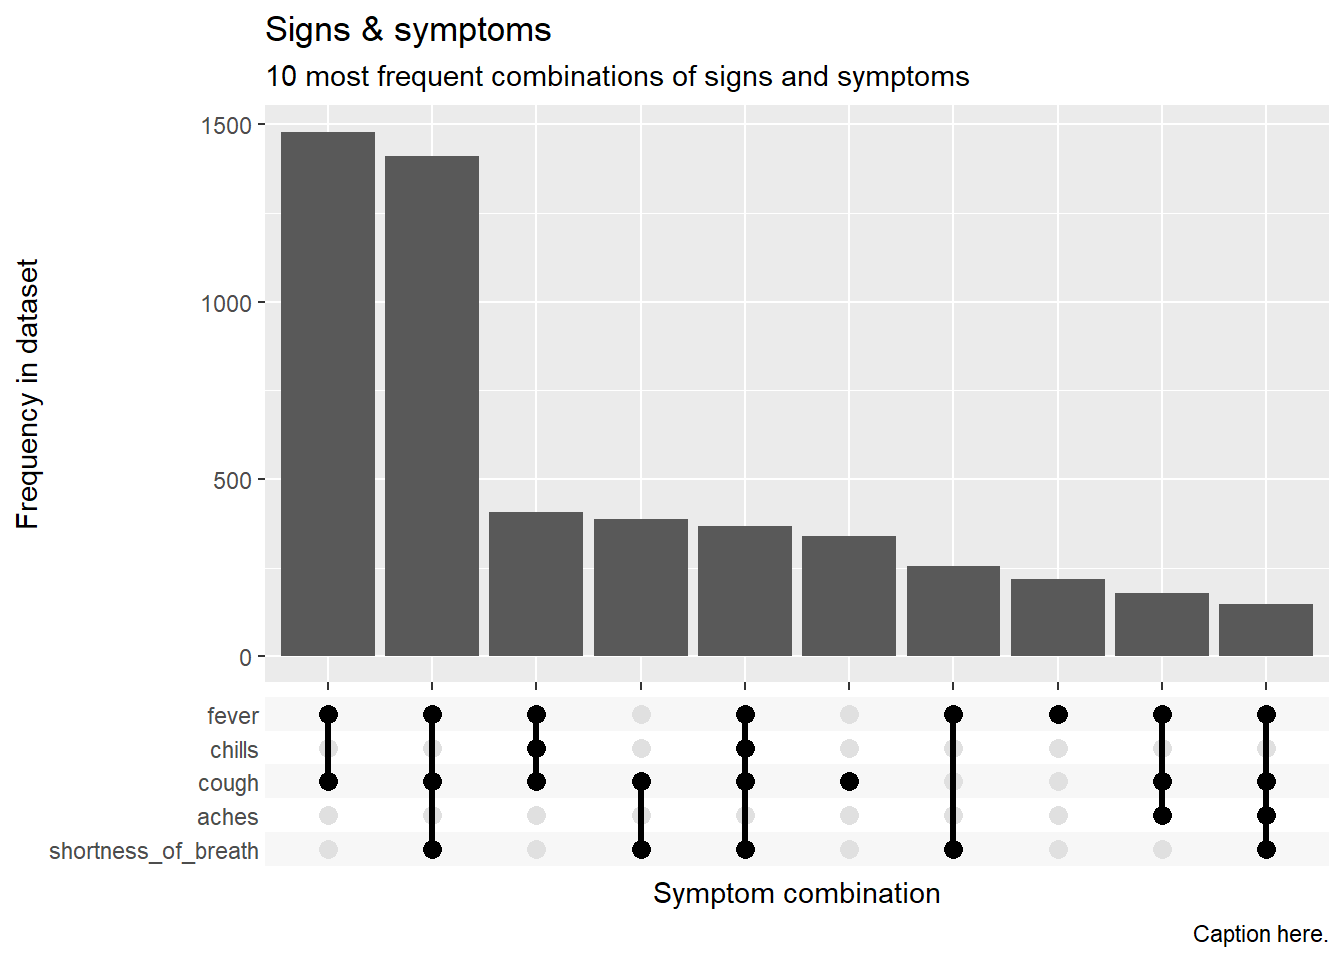 Signs & symptoms
10 most frequent combinations of signs and symptoms
Frequency in dataset
1500
1000
500
0
fever
chills
cough
aches
shortness_of_breath
Symptom combination
Caption here.